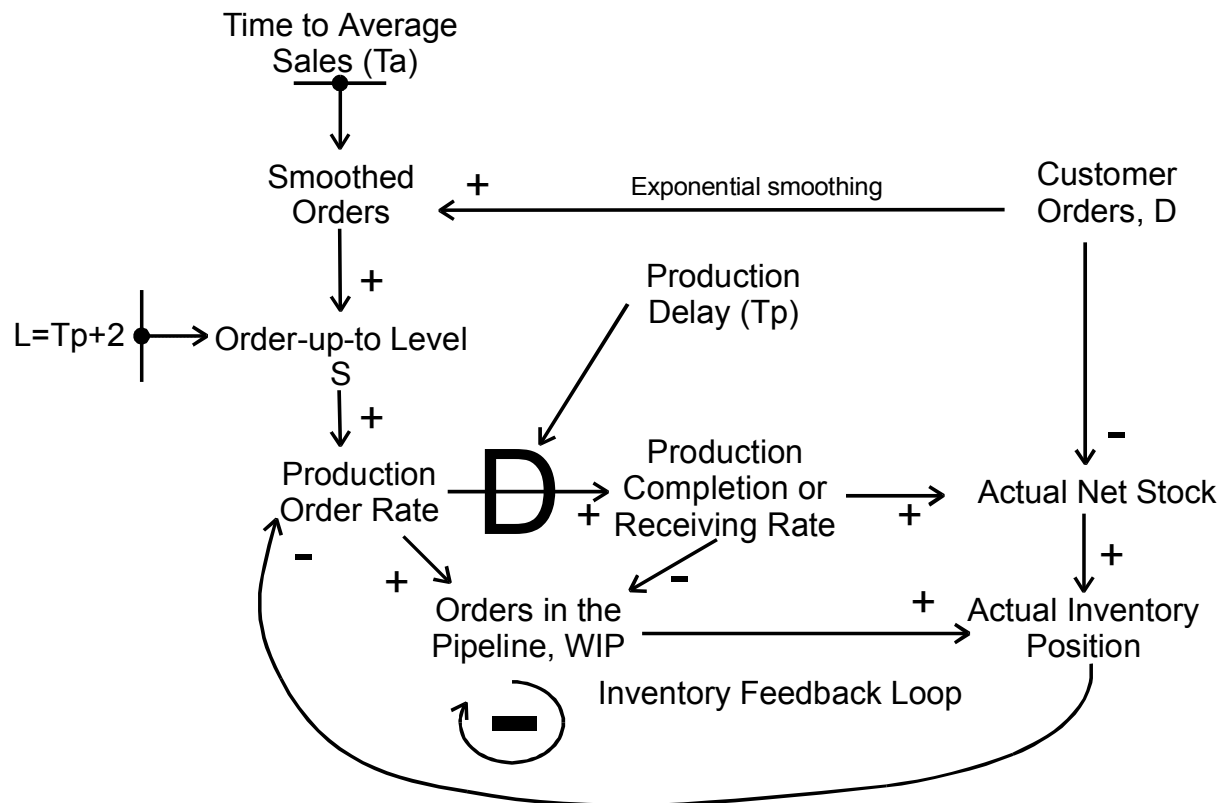 Time to Average
Sales (Ta)
Smoothed
Orders
+
Exponential smoothing
Customer
Orders, D
+
Production
Delay (Tp)
L=Tp+2
Order-up-to Level
S
+
-
Production
Order Rate
D
+
Production
Completion or
Receiving Rate
+
Actual Net Stock
-
+
-
+
Orders in the
Pipeline, WIP
+
Actual Inventory
Position
Inventory Feedback Loop
-